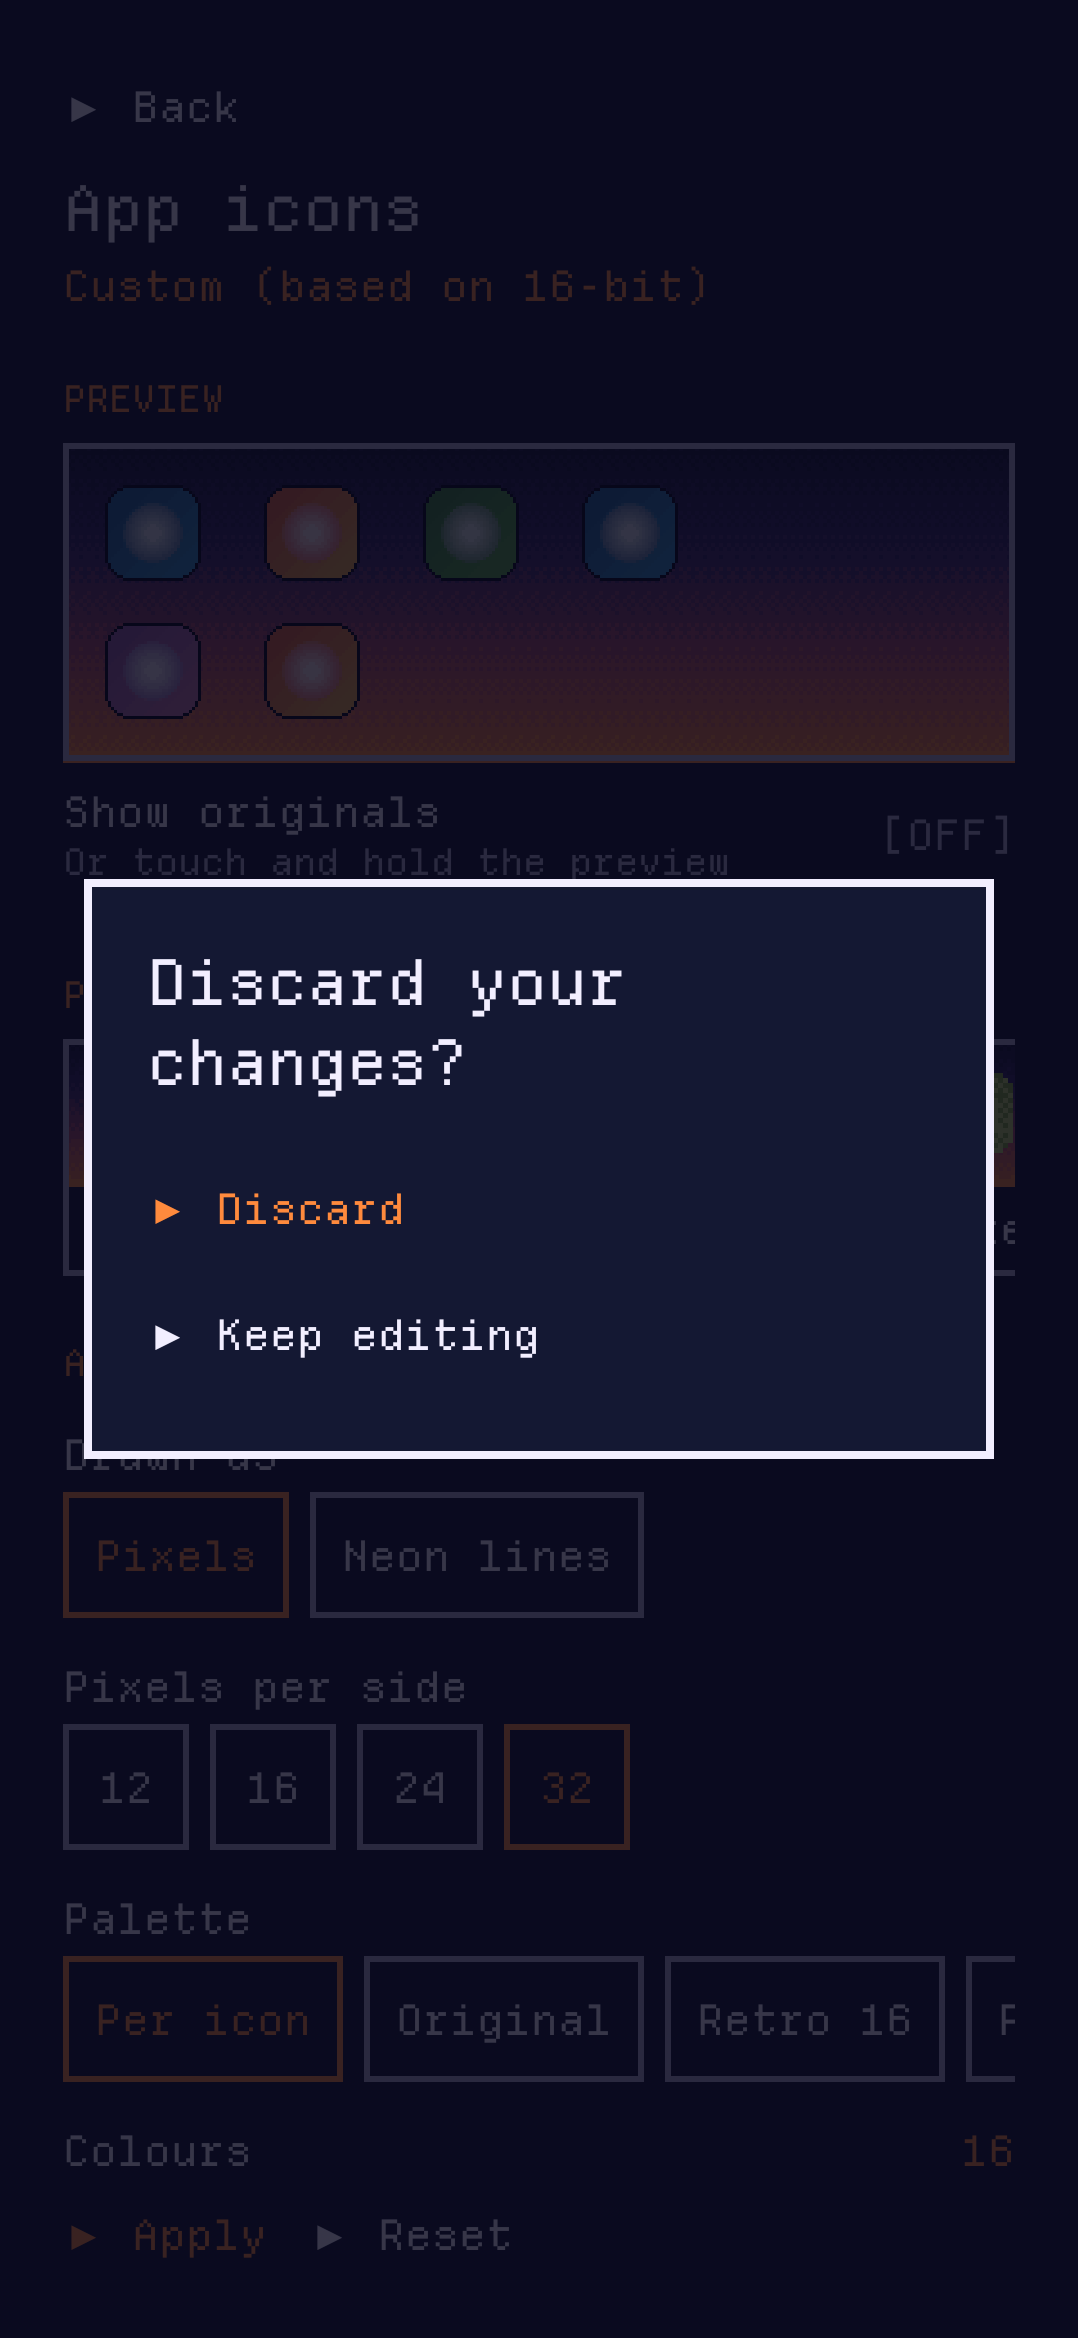 Back
App icons
Custom (based on 16-bit)
PREVIEW
Show originals
[OFF]
Or touch and hold the preview
Discard your
changes?
Discard
Keep editing
Drawn as
Pixels
Neon lines
Pixels per side
12
16
24
32
Palette
Per icon
Original
Retro 16
Colours
16
Apply
Reset